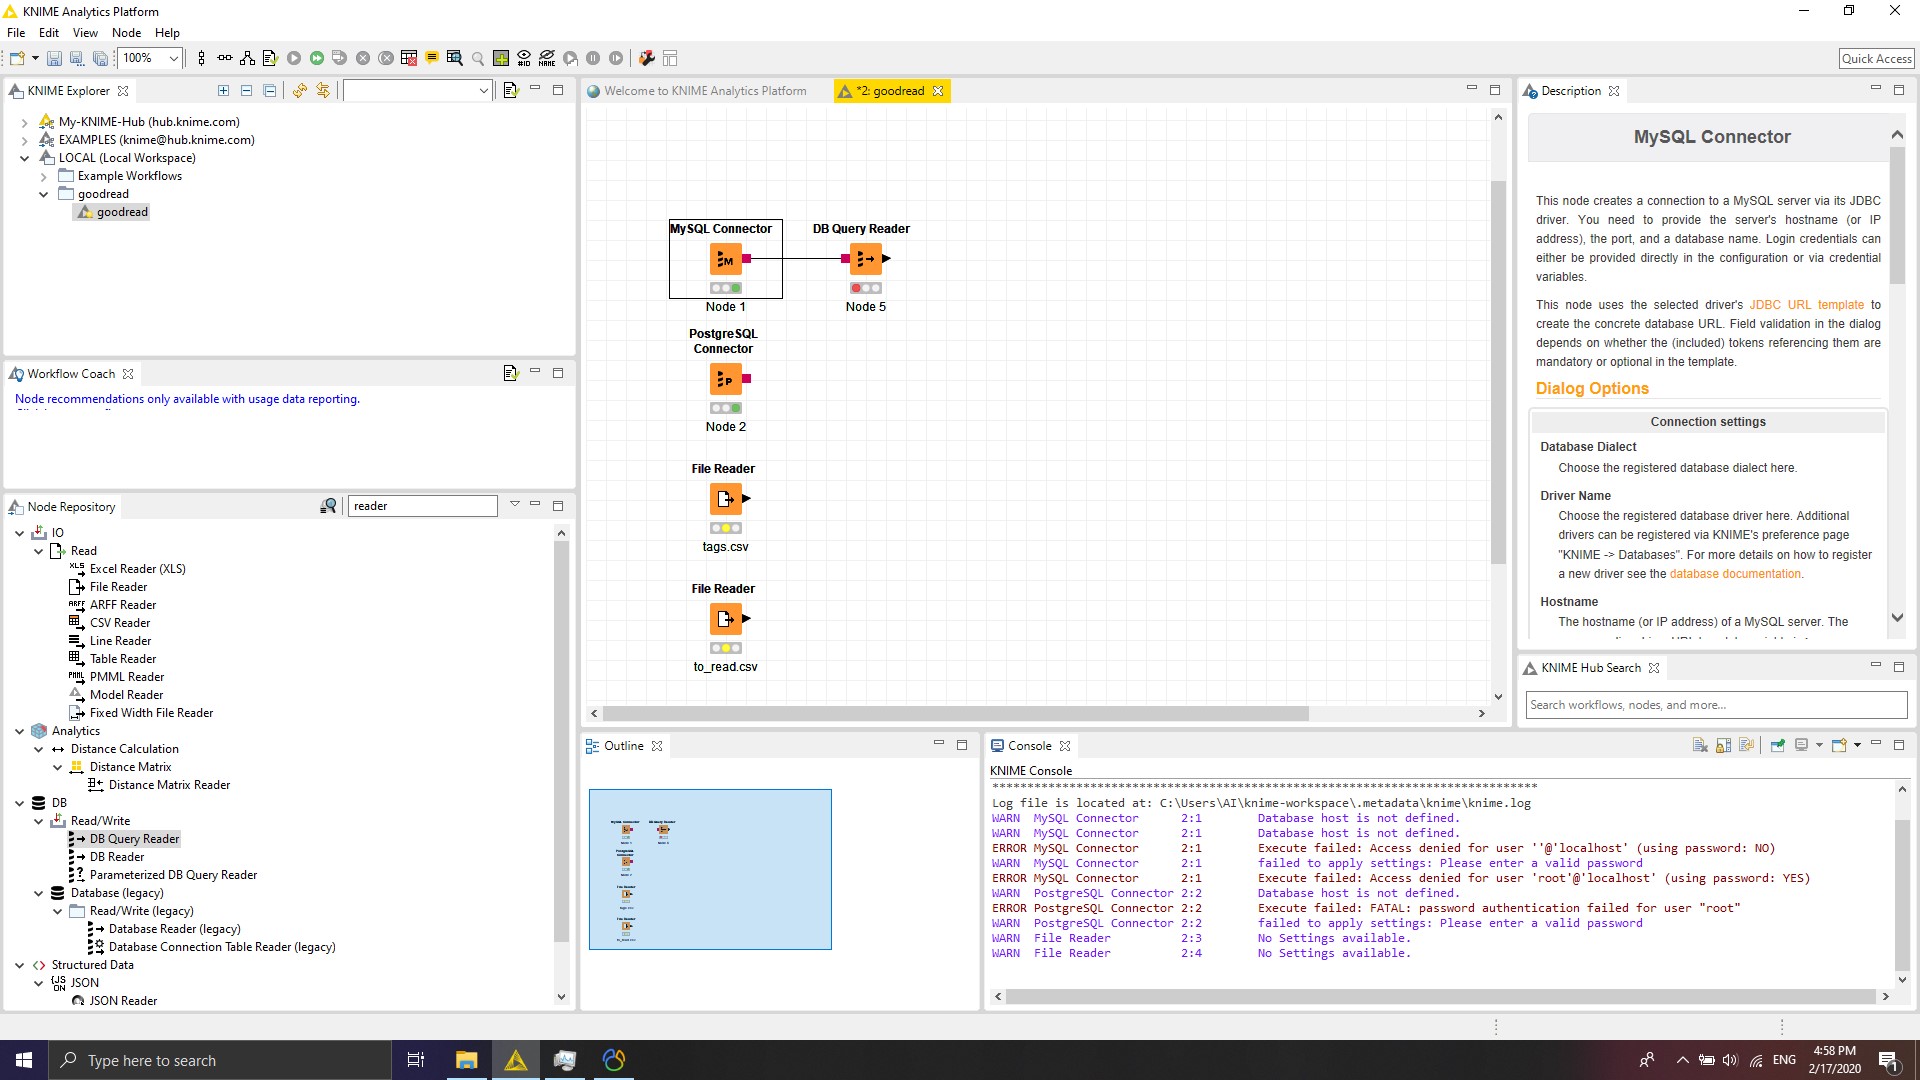 KNIME Analytics Platform
File Edit View Node Help
100%
Quick Access
KNIME Explorer
My-KNIME-Hub (hub.knime.com)
EXAMPLES (knime@hub.knime.com)
LOCAL (Local Workspace)
Example Workflows
goodread
goodread
Workflow Coach
Node recommendations only available with usage data reporting.
Node Repository
reader
IO
Read
Excel Reader (XLS)
File Reader
ARFF Reader
CSV Reader
Line Reader
Table Reader
PMML Reader
Model Reader
Fixed Width File Reader
Analytics
Distance Calculation
Distance Matrix
Distance Matrix Reader
DB
Read/Write
DB Query Reader
DB Reader
Parameterized DB Query Reader
Database (legacy)
Read/Write (legacy)
Database Reader (legacy)
Database Connection Table Reader (legacy)
Structured Data
JSON
JSON Reader
Welcome to KNIME Analytics Platform
*2: goodread
MySQL Connector
DB Query Reader
Node 1
Node 5
PostgreSQL
Connector
Node 2
File Reader
tags.csv
File Reader
to_read.csv
Outline
Console
KNIME Console
Log file is located at: C:\Users\AI\knime-workspace\.metadata\knime\knime.log
WARN MySQL Connector 2:1 Database host is not defined.
WARN MySQL Connector 2:1 Database host is not defined.
ERROR MySQL Connector 2:1 Execute failed: Access denied for user ''@'localhost' (using password: NO)
WARN MySQL Connector 2:1 failed to apply settings: Please enter a valid password
ERROR MySQL Connector 2:1 Execute failed: Access denied for user 'root'@'localhost' (using password: YES)
WARN PostgreSQL Connector 2:2 Database host is not defined.
ERROR PostgreSQL Connector 2:2 Execute failed: FATAL: password authentication failed for user "root"
WARN PostgreSQL Connector 2:2 failed to apply settings: Please enter a valid password
WARN File Reader 2:3 No Settings available.
WARN File Reader 2:4 No Settings available.
Description
MySQL Connector
This node creates a connection to a MySQL server via its JDBC
driver. You need to provide the server's hostname (or IP
address), the port, and a database name. Login credentials can
either be provided directly in the configuration or via credential
variables.
This node uses the selected driver's JDBC URL template to
create the concrete database URL. Field validation in the dialog
depends on whether the (included) tokens referencing them are
mandatory or optional in the template.
Dialog Options
Connection settings
Database Dialect
Choose the registered database dialect here.
Driver Name
Choose the registered database driver here. Additional
drivers can be registered via KNIME's preference page
"KNIME -> Databases". For more details on how to register
a new driver see the database documentation.
Hostname
The hostname (or IP address) of a MySQL server. The
KNIME Hub Search
Search workflows, nodes, and more...
Type here to search
ENG
4:58 PM
2/17/2020
1